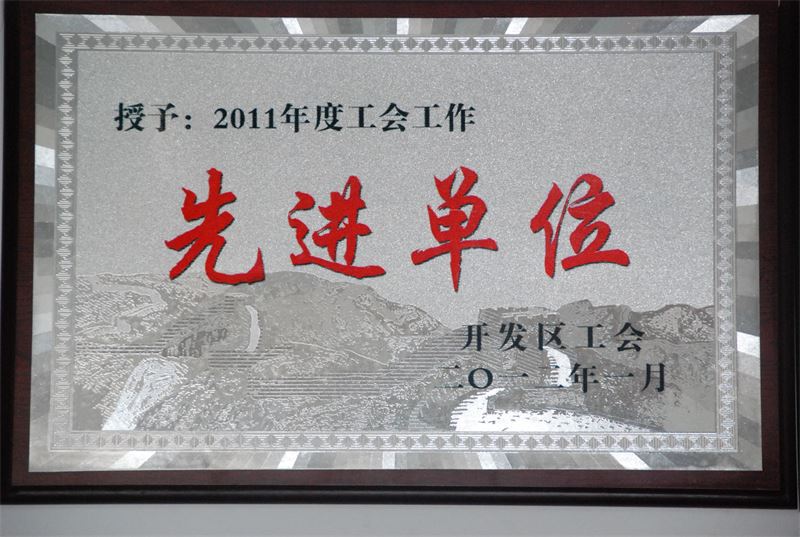 授予：2011年度工会工作
先进单位
开发区工会
二〇一二年一月